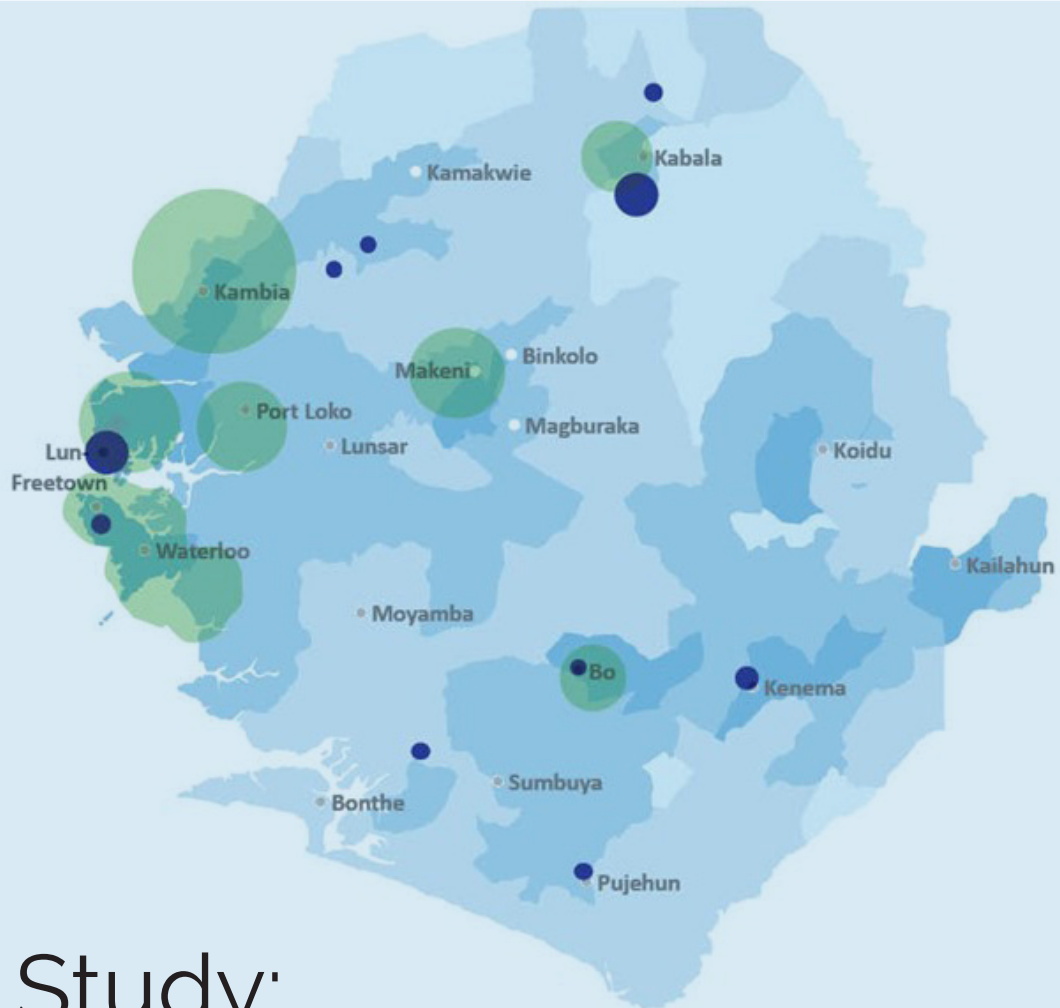 Kabala
Kamakwie
Kambia
Binkolo
Makeni
Port Loko
Magburaka
Lunsar
Koidu
Lun-
Freetown
Waterloo
Kailahun
Moyamba
Bo
Kenema
Sumbuya
Bonthe
Pujehun
Study: